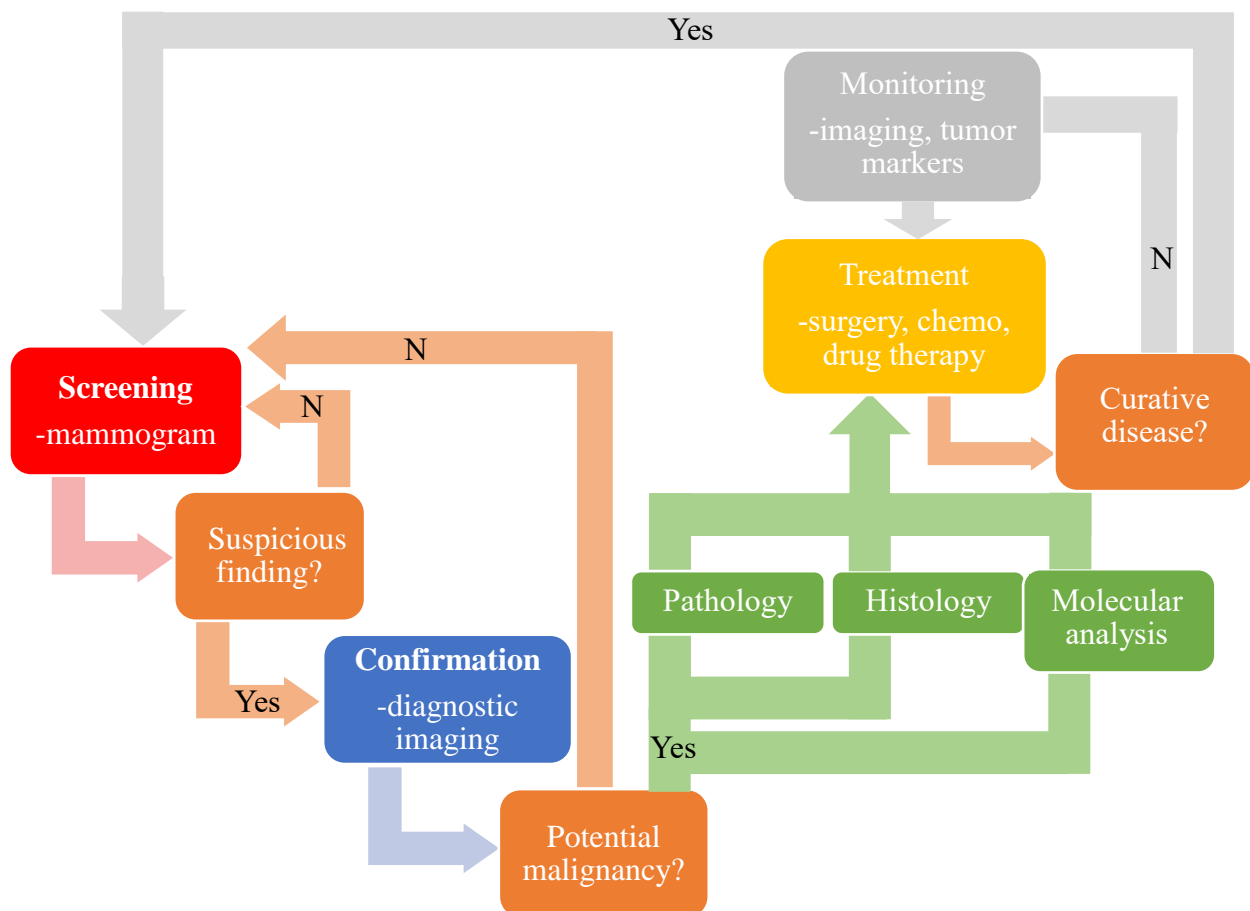 Yes
Monitoring
-imaging, tumor
markers
N
Treatment
-surgery, chemo,
drug therapy
N
Screening
-mammogram
N
Curative
disease?
Suspicious
finding?
Pathology
Histology
Molecular
analysis
Confirmation
-diagnostic
imaging
Yes
Yes
Potential
malignancy?